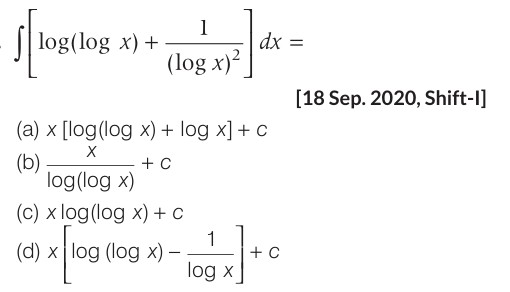 ∫[log(log x) + 1/(log x)²] dx =
[18 Sep. 2020, Shift-I]
(a) x [log(log x) + log x] + c
(b) x/log(log x) + c
(c) x log(log x) + c
(d) x[log (log x) − 1/log x] + c